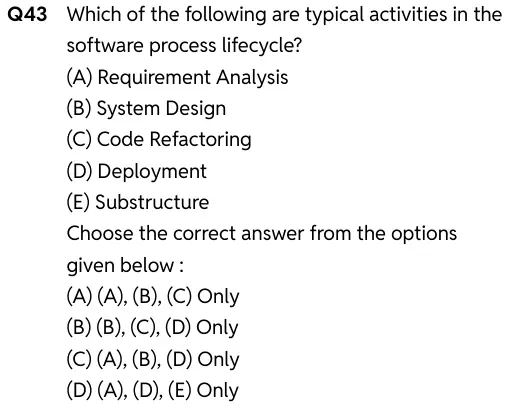 Q43 Which of the following are typical activities in the
software process lifecycle?
(A) Requirement Analysis
(B) System Design
(C) Code Refactoring
(D) Deployment
(E) Substructure
Choose the correct answer from the options
given below :
(A) (A), (B), (C) Only
(B) (B), (C), (D) Only
(C) (A), (B), (D) Only
(D) (A), (D), (E) Only